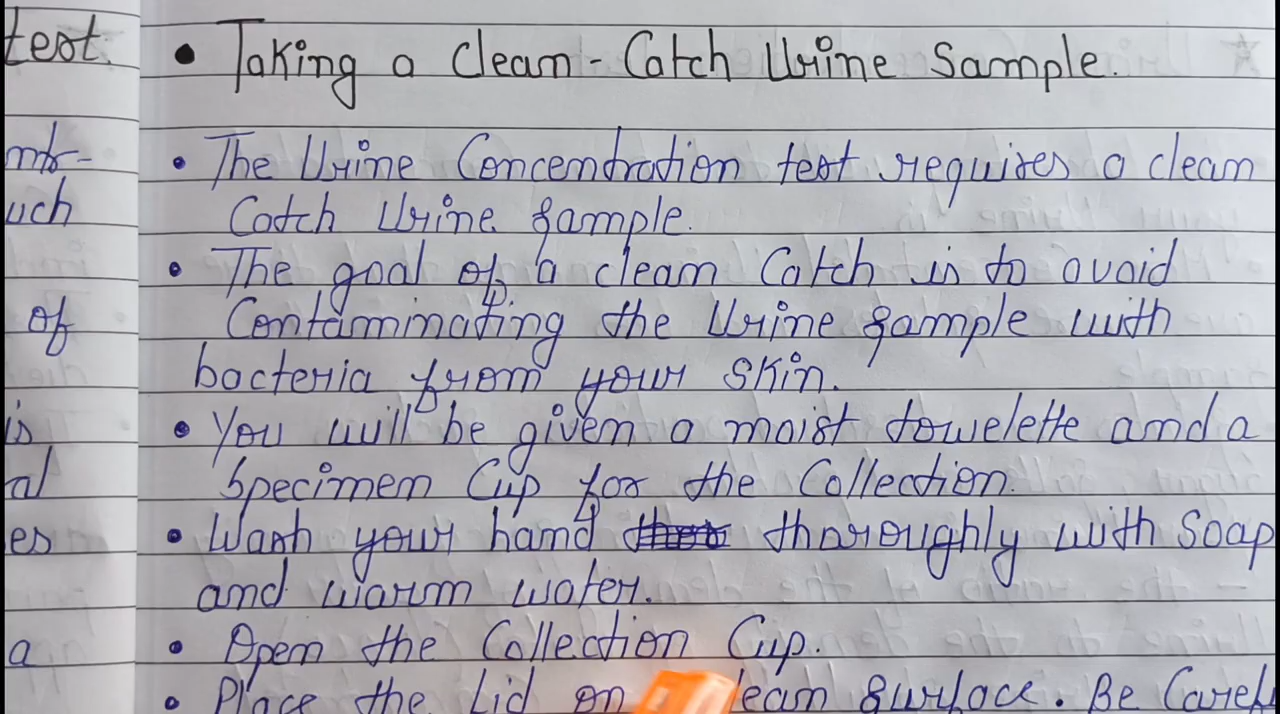 test.
mtr-
uch
of
is
al
es
a
• Taking a Clean - Catch Urine Sample.
• The Urine Concentration test requires a clean
Catch Urine Sample.
• The goal of a clean Catch is to avoid
Contaminating the Urine Sample with
bacteria from your Skin.
• You will be given a moist towelette and a
Specimen Cup for the Collection.
• Wash your hand thoroughly with Soap
and warm water.
• Open the Collection Cup.
• Place the Lid on lean Surface. Be Caref